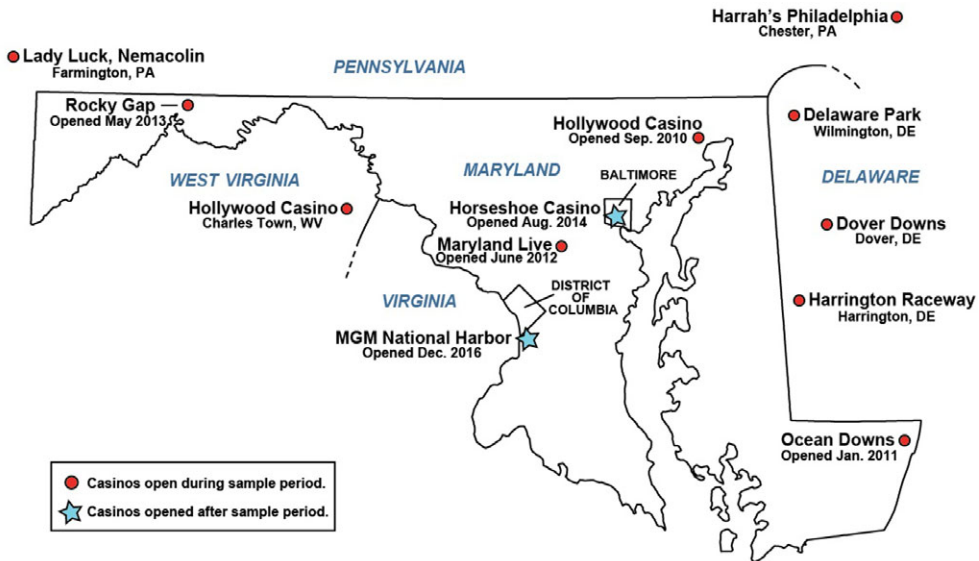 Harrah's Philadelphia
Chester, PA
Lady Luck, Nemacolin
Farmington, PA
PENNSYLVANIA
Rocky Gap
Opened May 2013
Delaware Park
Wilmington, DE
Hollywood Casino
Opened Sep. 2010
MARYLAND
WEST VIRGINIA
BALTIMORE
DELAWARE
Hollywood Casino
Charles Town, WV
Horseshoe Casino
Opened Aug. 2014
Dover Downs
Dover, DE
Maryland Live
Opened June 2012
VIRGINIA
DISTRICT
OF
COLUMBIA
Harrington Raceway
Harrington, DE
MGM National Harbor
Opened Dec. 2016
Ocean Downs
Opened Jan. 2011
Casinos open during sample period.
Casinos opened after sample period.